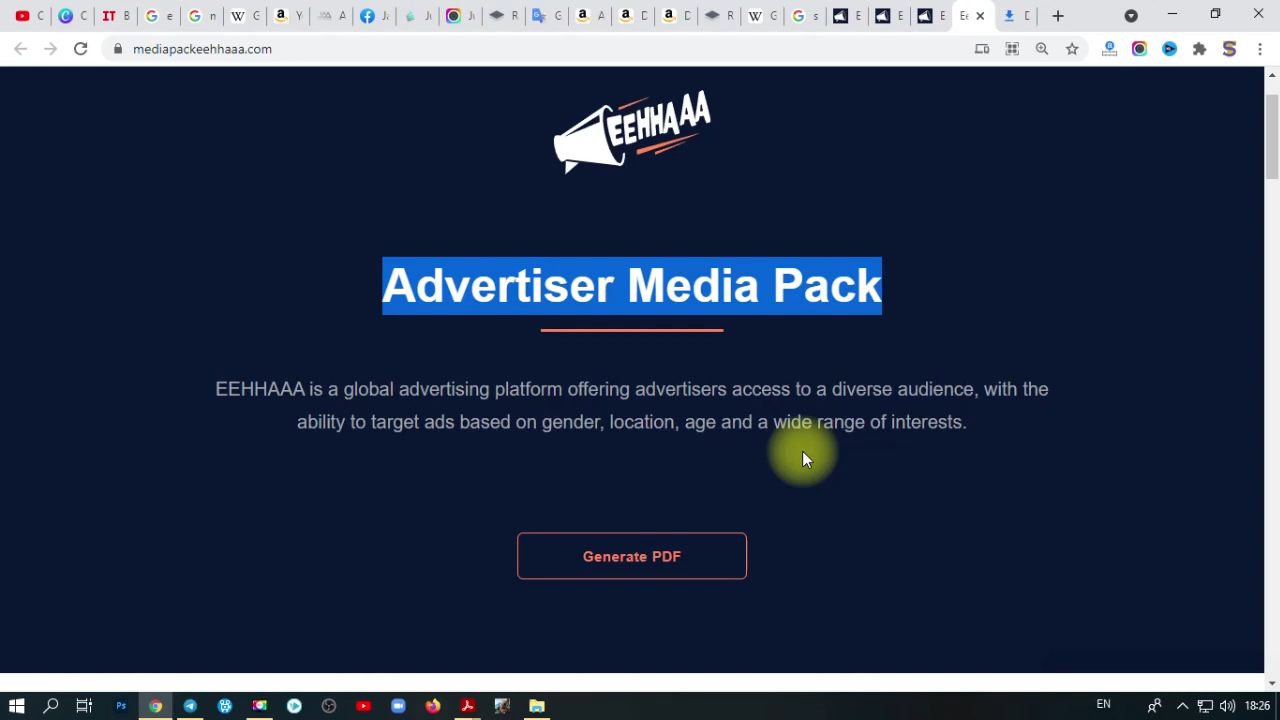 mediapackeehhaaa.com
EEHHAAA
Advertiser Media Pack
EEHHAAA is a global advertising platform offering advertisers access to a diverse audience, with the
ability to target ads based on gender, location, age and a wide range of interests.
Generate PDF
EN
18:26